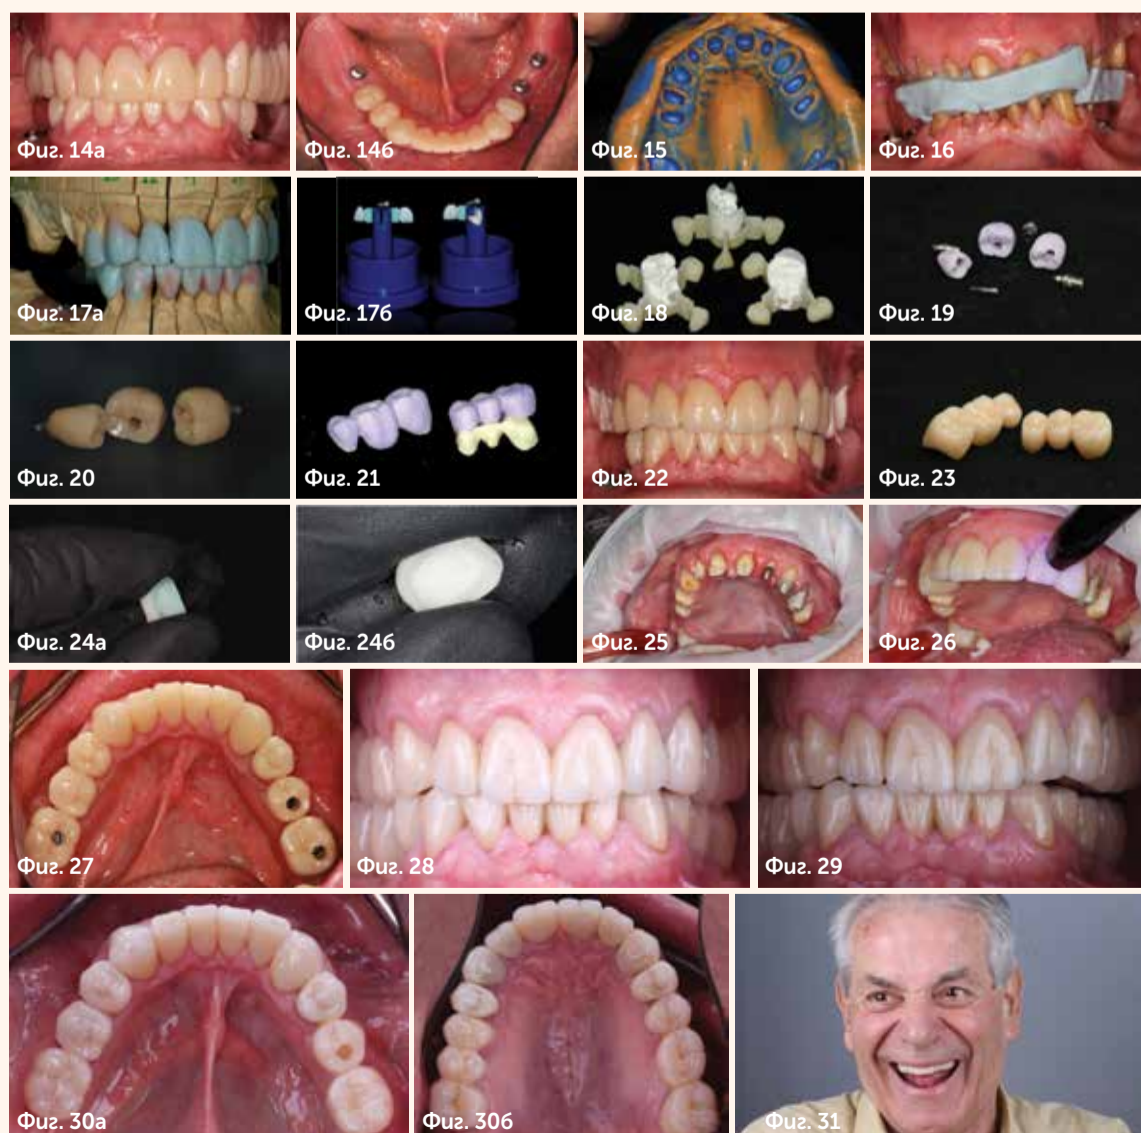 Фиг. 14а
Фиг. 14б
Фиг. 15
Фиг. 16
Фиг. 17а
Фиг. 17б
Фиг. 18
Фиг. 19
Фиг. 20
Фиг. 21
Фиг. 22
Фиг. 23
Фиг. 24а
Фиг. 24б
Фиг. 25
Фиг. 26
Фиг. 27
Фиг. 28
Фиг. 29
Фиг. 30а
Фиг. 30б
Фиг. 31